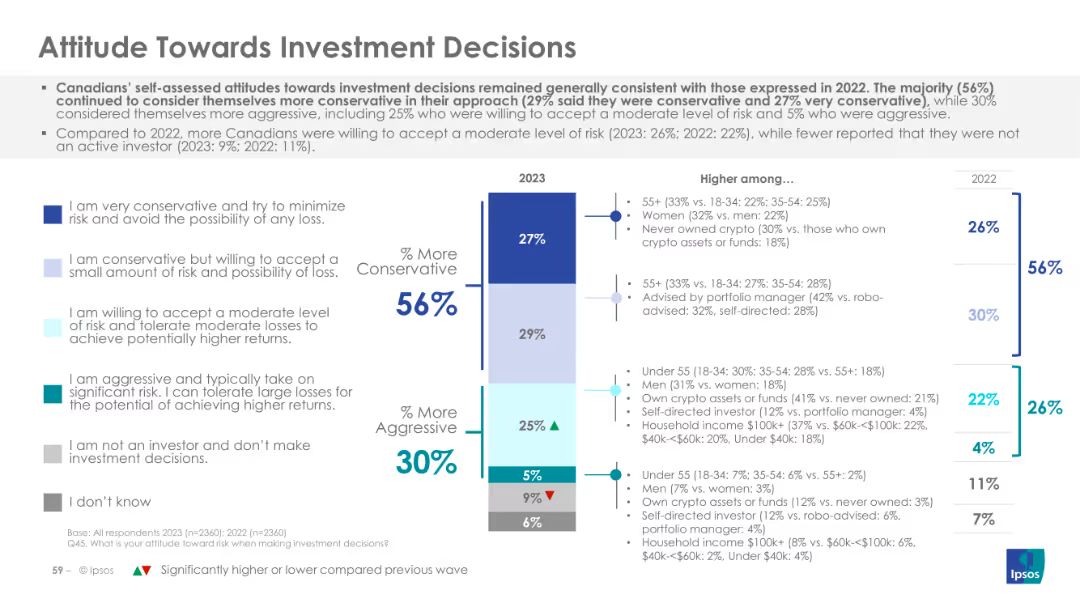 Attitude Towards Investment Decisions
▪ Canadians' self-assessed attitudes towards investment decisions remained generally consistent with those expressed in 2022. The majority (56%)
continued to consider themselves more conservative in their approach (29% said they were conservative and 27% very conservative), while 30%
considered themselves more aggressive, including 25% who were willing to accept a moderate level of risk and 5% who were aggressive.
▪ Compared to 2022, more Canadians were willing to accept a moderate level of risk (2023: 26%; 2022: 22%), while fewer reported that they were not
an active investor (2023: 9%; 2022: 11%).
I am very conservative and try to minimize
risk and avoid the possibility of any loss.
I am conservative but willing to accept a
small amount of risk and possibility of loss.
I am willing to accept a moderate level
of risk and tolerate moderate losses to
achieve potentially higher returns.
I am aggressive and typically take on
significant risk. I can tolerate large losses for
the potential of achieving higher returns.
I am not an investor and don't make
investment decisions.
I don't know
% More
Conservative
56%
% More
Aggressive
30%
2023
27%
29%
25%
5%
9%
6%
Higher among…
• 55+ (33% vs. 18-34: 22%; 35-54: 25%)
• Women (32% vs. men: 22%)
• Never owned crypto (30% vs. those who own
crypto assets or funds: 18%)
• 55+ (33% vs. 18-34: 27%; 35-54: 28%)
• Advised by portfolio manager (42% vs. robo-
advised: 32%, self-directed: 28%)
• Under 55 (18-34: 30%; 35-54: 28% vs. 55+: 18%)
• Men (31% vs. women: 18%)
• Own crypto assets or funds (41% vs. never owned: 21%)
• Self-directed investor (12% vs. portfolio manager: 4%)
• Household income $100k+ (37% vs. $60k-<$100k: 22%,
$40k-<$60k: 20%, Under $40k: 18%)
• Under 55 (18-34: 7%; 35-54: 6% vs. 55+: 2%)
• Men (7% vs. women: 3%)
• Own crypto assets or funds (12% vs. never owned: 3%)
• Self-directed investor (12% vs. robo-advised: 6%,
portfolio manager: 4%)
• Household income $100k+ (8% vs. $60k-<$100k: 6%,
$40k-<$60k: 2%, Under $40k: 4%)
2022
26%
30%
22%
4%
11%
7%
56%
26%
Base: All respondents 2023 (n=2360); 2022 (n=2360)
Q45. What is your attitude toward risk when making investment decisions?
59 – © Ipsos
Significantly higher or lower compared previous wave
Ipsos